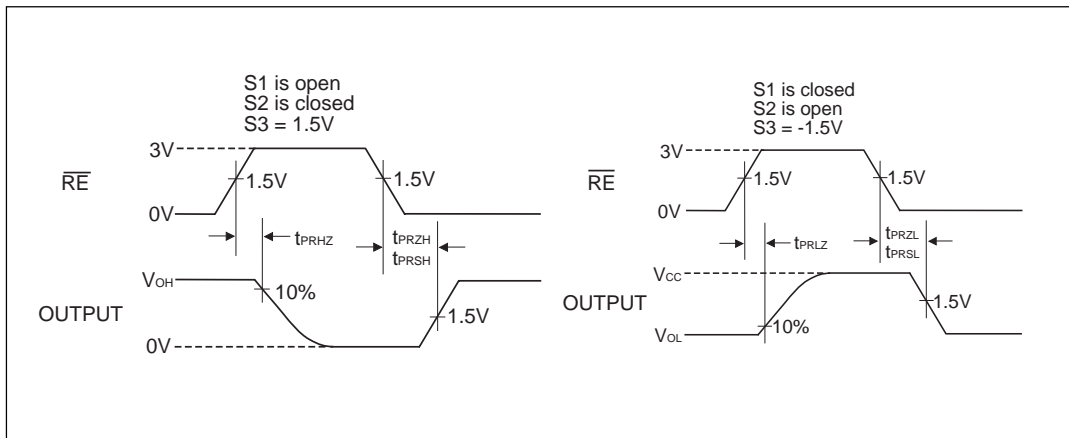 S1 is open
S2 is closed
S3 = 1.5V
3V
RE
1.5V
1.5V
0V
tPRHZ
tPRZH
tPRSH
VOH
10%
OUTPUT
1.5V
0V
S1 is closed
S2 is open
S3 = -1.5V
3V
RE
1.5V
1.5V
0V
tPRLZ
tPRZL
tPRSL
VCC
OUTPUT
1.5V
10%
VOL